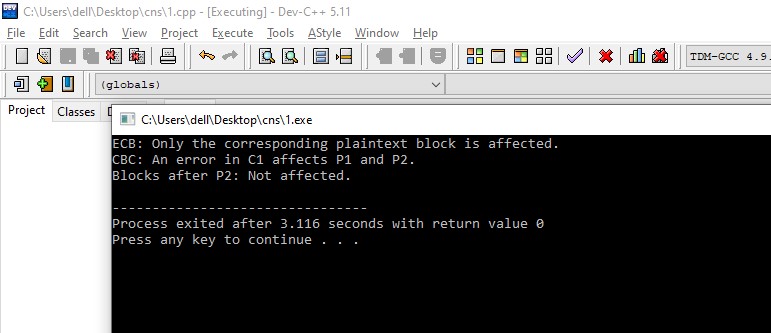 C:\Users\dell\Desktop\cns\1.cpp - [Executing] - Dev-C++ 5.11
File Edit Search View Project Execute Tools AStyle Window Help
TDM-GCC 4.9.
(globals)
Project Classes D
C:\Users\dell\Desktop\cns\1.exe
ECB: Only the corresponding plaintext block is affected.
CBC: An error in C1 affects P1 and P2.
Blocks after P2: Not affected.
--------------------------------
Process exited after 3.116 seconds with return value 0
Press any key to continue . . .